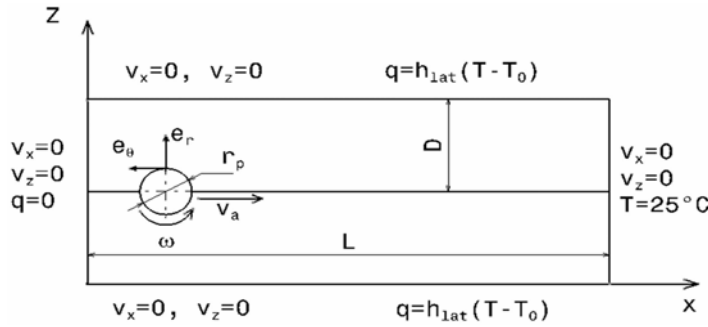 Z
vx=0, vz=0 q=hlat(T-T0)
eθ er rp D
vx=0
vz=0
q=0
va
ω
vx=0
vz=0
T=25°C
L
vx=0, vz=0 q=hlat(T-T0)
x